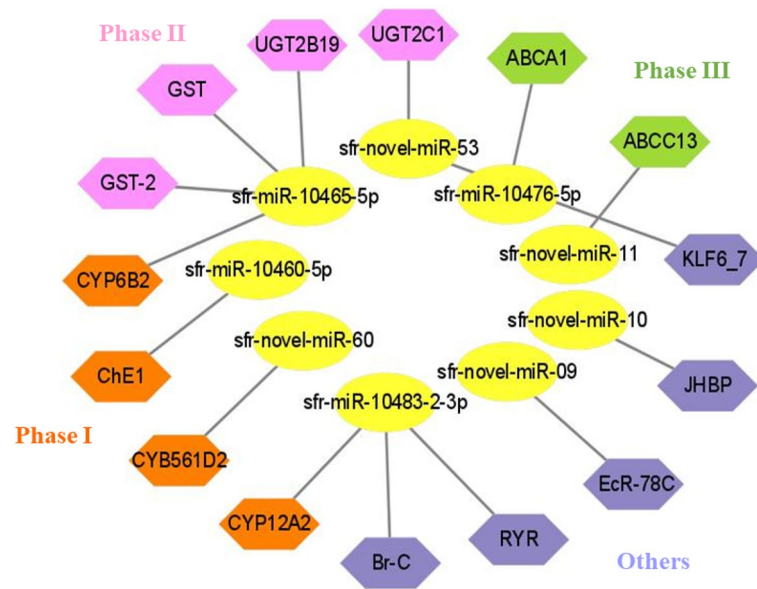 Phase II
UGT2B19
UGT2C1
ABCA1
Phase III
GST
ABCC13
sfr-novel-miR-53
GST-2
sfr-miR-10465-5p
sfr-miR-10476-5p
sfr-novel-miR-11
KLF6_7
CYP6B2
sfr-miR-10460-5p
sfr-novel-miR-10
sfr-novel-miR-60
ChE1
sfr-novel-miR-09
JHBP
sfr-miR-10483-2-3p
Phase I
CYB561D2
EcR-78C
CYP12A2
RYR
Br-C
Others